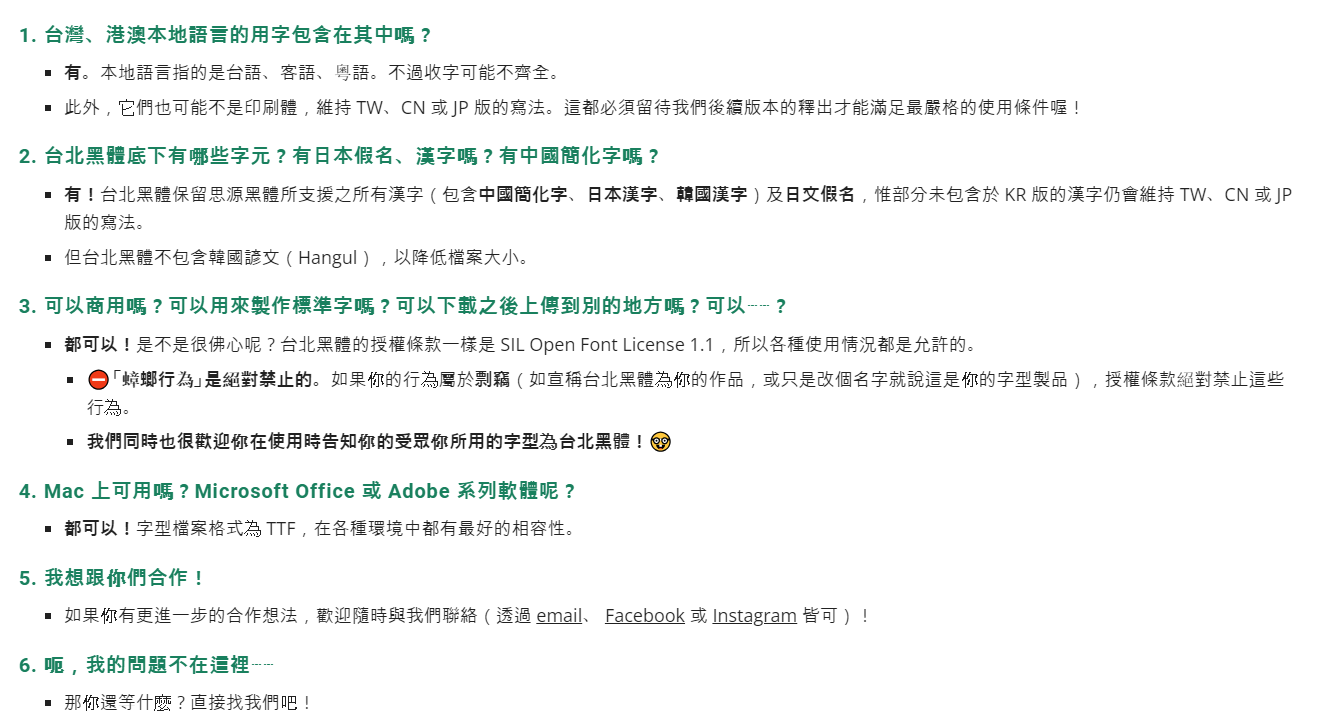 1. 台灣、港澳本地語言的用字包含在其中嗎？
有。本地語言指的是台語、客語、粵語。不過收字可能不齊全。
此外，它們也可能不是印刷體，維持 TW、CN 或 JP 版的寫法。這都必須留待我們後續版本的釋出才能滿足最嚴格的使用條件喔！
2. 台北黑體底下有哪些字元？有日本假名、漢字嗎？有中國簡化字嗎？
有！台北黑體保留思源黑體所支援之所有漢字（包含中國簡化字、日本漢字、韓國漢字）及日文假名，惟部分未包含於 KR 版的漢字仍會維持 TW、CN 或 JP
版的寫法。
但台北黑體不包含韓國諺文（Hangul），以降低檔案大小。
3. 可以商用嗎？可以用來製作標準字嗎？可以下載之後上傳到別的地方嗎？可以⋯⋯？
都可以！是不是很佛心呢？台北黑體的授權條款一樣是 SIL Open Font License 1.1，所以各種使用情況都是允許的。
⛔「蟑螂行為」是絕對禁止的。如果你的行為屬於剽竊（如宣稱台北黑體為你的作品，或只是改個名字就說這是你的字型製品），授權條款絕對禁止這些
行為。
我們同時也很歡迎你在使用時告知你的受眾你所用的字型為台北黑體！🤓
4. Mac 上可用嗎？Microsoft Office 或 Adobe 系列軟體呢？
都可以！字型檔案格式為 TTF，在各種環境中都有最好的相容性。
5. 我想跟你們合作！
如果你有更進一步的合作想法，歡迎隨時與我們聯絡（透過 email、 Facebook 或 Instagram 皆可）！
6. 呃，我的問題不在這裡⋯⋯
那你還等什麼？直接找我們吧！